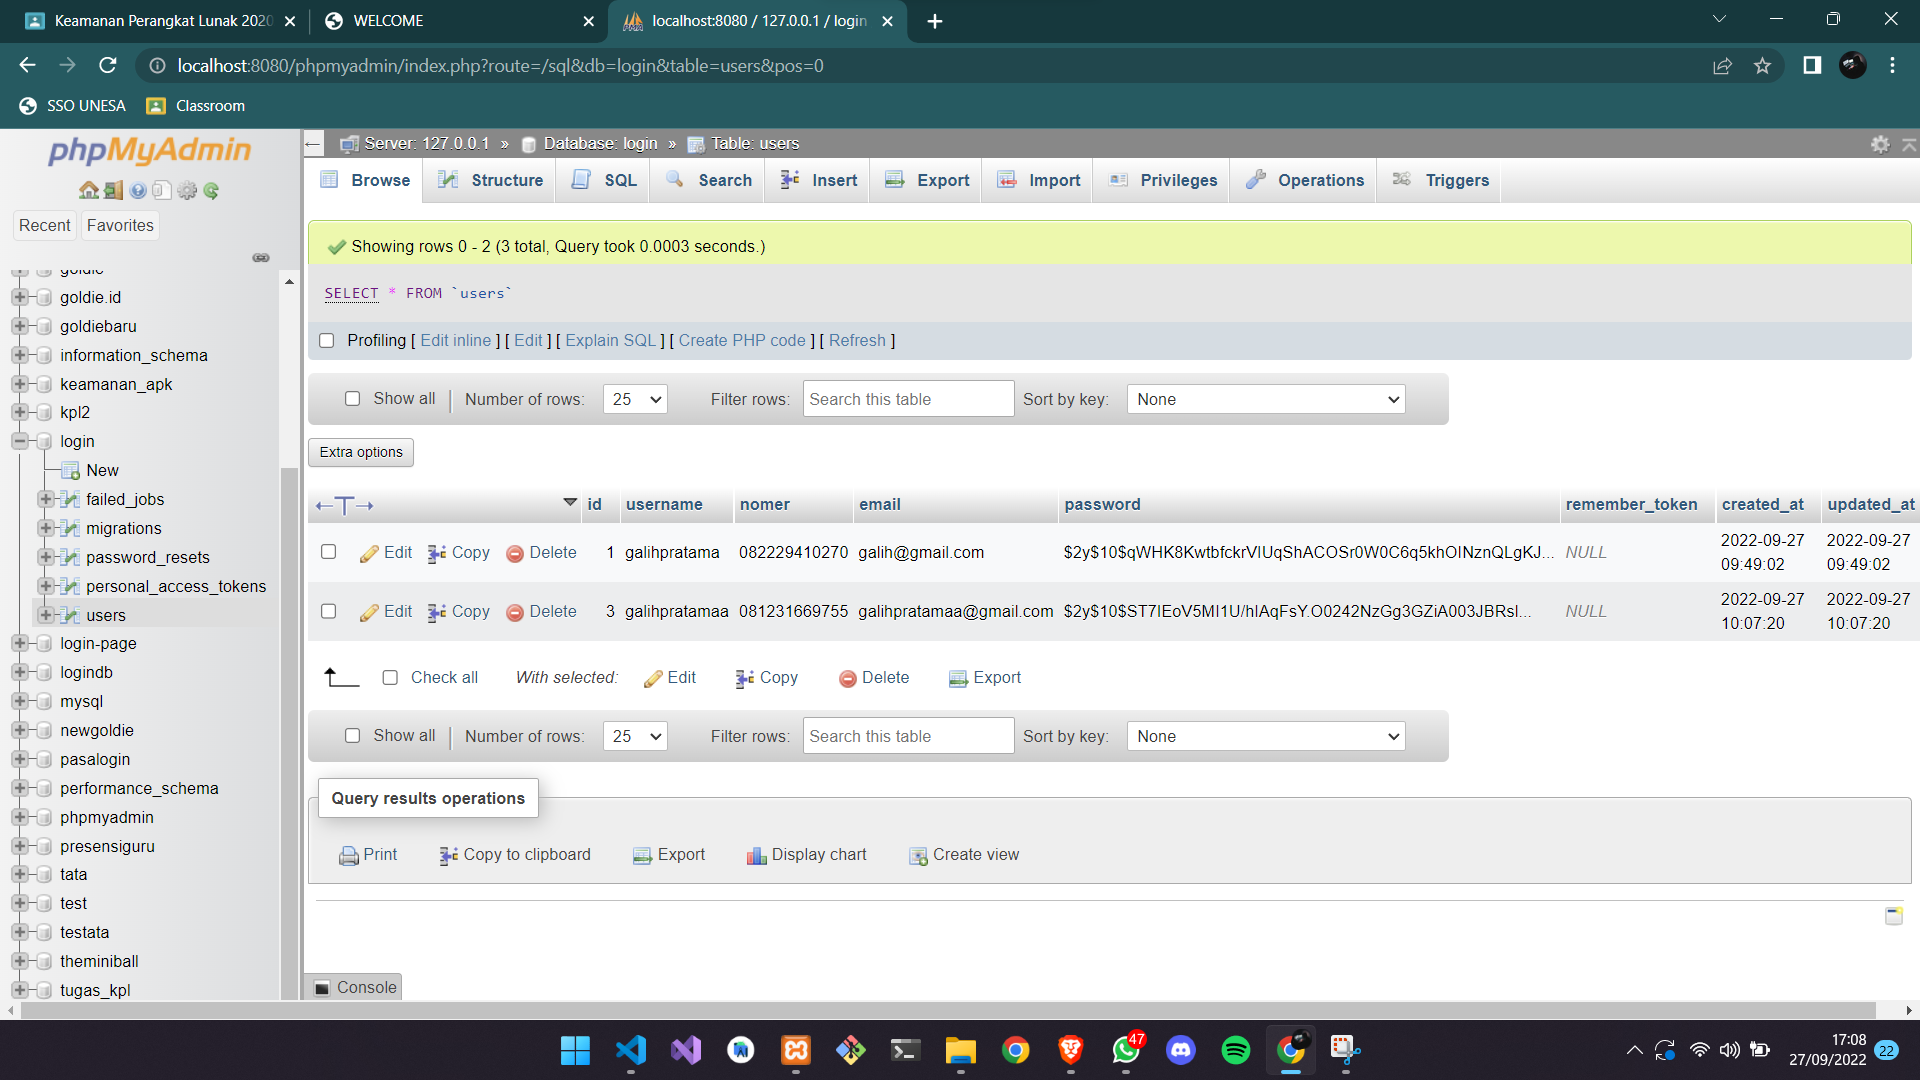 Keamanan Perangkat Lunak 2020
WELCOME
localhost:8080 / 127.0.0.1 / login
localhost:8080/phpmyadmin/index.php?route=/sql&db=login&table=users&pos=0
SSO UNESA
Classroom
phpMyAdmin
Recent
Favorites
goldie
goldie.id
goldiebaru
information_schema
keamanan_apk
kpl2
login
New
failed_jobs
migrations
password_resets
personal_access_tokens
users
login-page
logindb
mysql
newgoldie
pasalogin
performance_schema
phpmyadmin
presensiguru
tata
test
testata
theminiball
tugas_kpl
Server: 127.0.0.1 » Database: login » Table: users
Browse Structure SQL Search Insert Export Import Privileges Operations Triggers
Showing rows 0 - 2 (3 total, Query took 0.0003 seconds.)
SELECT * FROM `users`
Profiling [ Edit inline ] [ Edit ] [ Explain SQL ] [ Create PHP code ] [ Refresh ]
Show all | Number of rows: 25 Filter rows: Search this table Sort by key: None
Extra options
id username nomer email password remember_token created_at updated_at
Edit Copy Delete 1 galihpratama 082229410270 galih@gmail.com $2y$10$qWHK8KwtbfckrVIUqShACOSr0W0C6q5khOINznQLgKJ... NULL 2022-09-27 09:49:02 2022-09-27 09:49:02
Edit Copy Delete 3 galihpratamaa 081231669755 galihpratamaa@gmail.com $2y$10$ST7IEoV5MI1U/hIAqFsY.O0242NzGg3GZiA003JBRsI... NULL 2022-09-27 10:07:20 2022-09-27 10:07:20
Check all With selected: Edit Copy Delete Export
Show all | Number of rows: 25 Filter rows: Search this table Sort by key: None
Query results operations
Print Copy to clipboard Export Display chart Create view
Console
47
17:08
27/09/2022
22